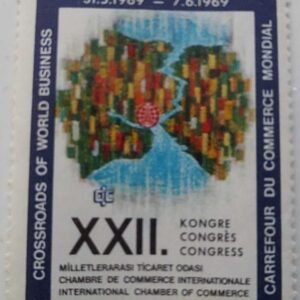 31.5.1969 — 7.6.1969
CROSSROADS OF WORLD BUSINESS
CARREFOUR DU COMMERCE MONDIAL
XXII.
KONGRE
CONGRÈS
CONGRESS
MİLLETLERARASI TİCARET ODASI
CHAMBRE DE COMMERCE INTERNATIONALE
INTERNATIONAL CHAMBER OF COMMERCE